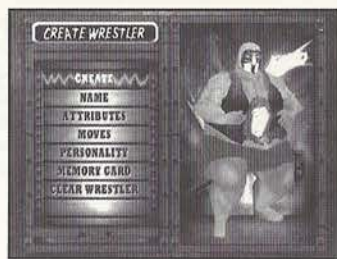 CREATE WRESTLER
CREATE
NAME
ATTRIBUTES
MOVES
PERSONALITY
MEMORY CARD
CLEAR WRESTLER